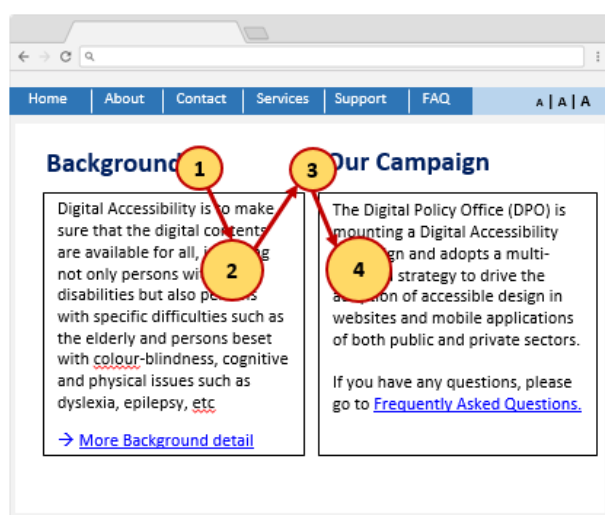 Home About Contact Services Support FAQ A | A | A
Background
1
Digital Accessibility is to make
sure that the digital contents
are available for all,
not only persons
disabilities but also
with specific difficulties such as
the elderly and persons beset
with colour-blindness, cognitive
and physical issues such as
dyslexia, epilepsy, etc
→ More Background detail
2
3
Our Campaign
The Digital Policy Office (DPO) is
mounting a Digital Accessibility
and adopts a multi-
strategy to drive the
of accessible design in
websites and mobile applications
of both public and private sectors.
If you have any questions, please
go to Frequently Asked Questions.
4